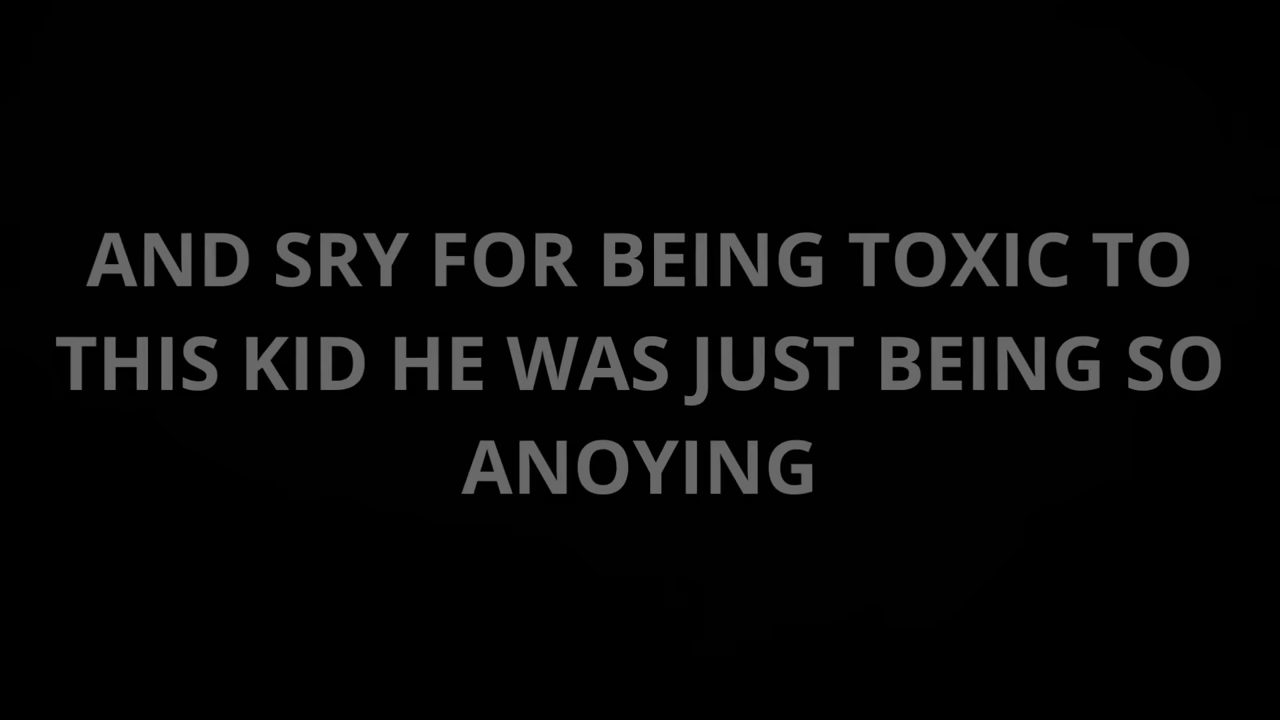 AND SRY FOR BEING TOXIC TO
THIS KID HE WAS JUST BEING SO
ANOYING